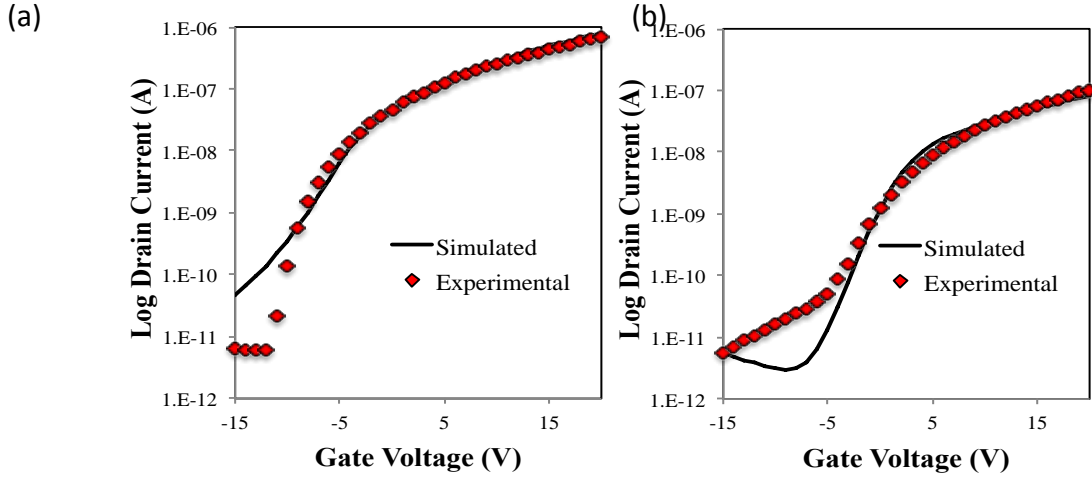 (a)
Log Drain Current (A)
1.E-06
1.E-07
1.E-08
1.E-09
1.E-10
1.E-11
1.E-12
Simulated
Experimental
-15
-5
5
15
Gate Voltage (V)
(b)
Log Drain Current (A)
1.E-06
1.E-07
1.E-08
1.E-09
1.E-10
1.E-11
1.E-12
Simulated
Experimental
-15
-5
5
15
Gate Voltage (V)